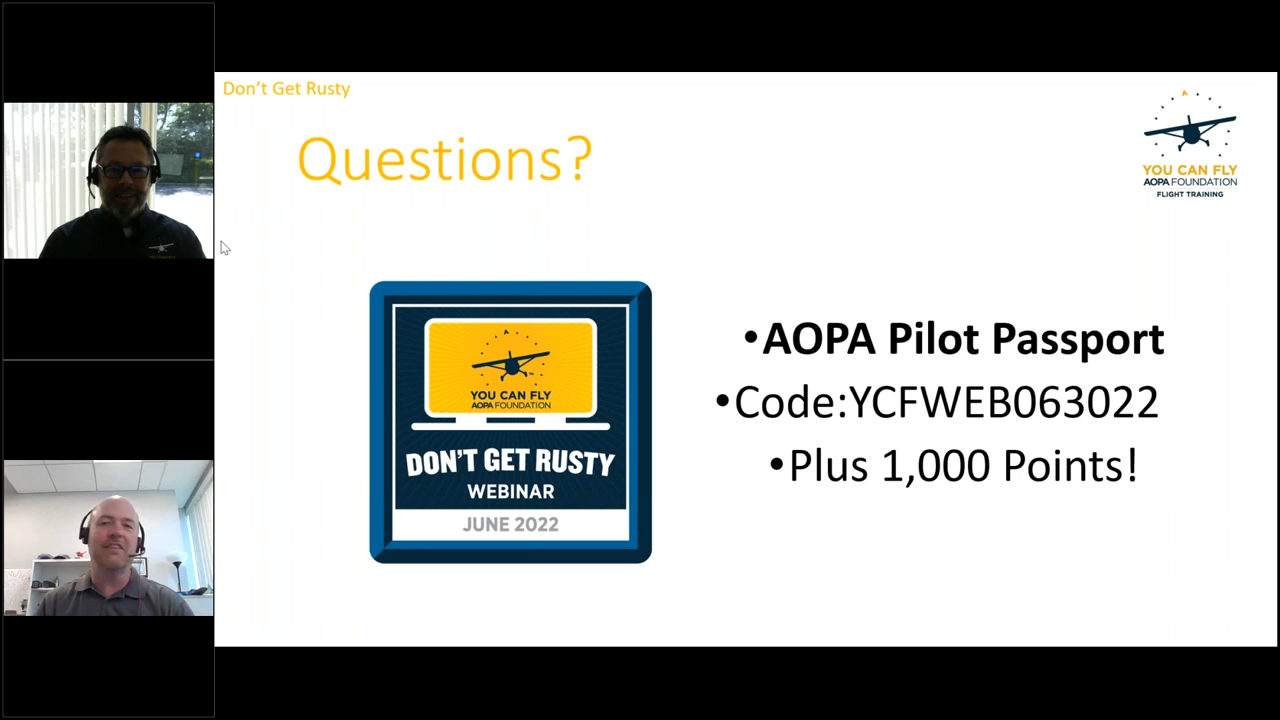 Don't Get Rusty
Questions?
YOU CAN FLY
AOPA FOUNDATION
FLIGHT TRAINING
YOU CAN FLY
AOPA FOUNDATION
DON'T GET RUSTY
WEBINAR
JUNE 2022
•AOPA Pilot Passport
•Code:YCFWEB063022
•Plus 1,000 Points!